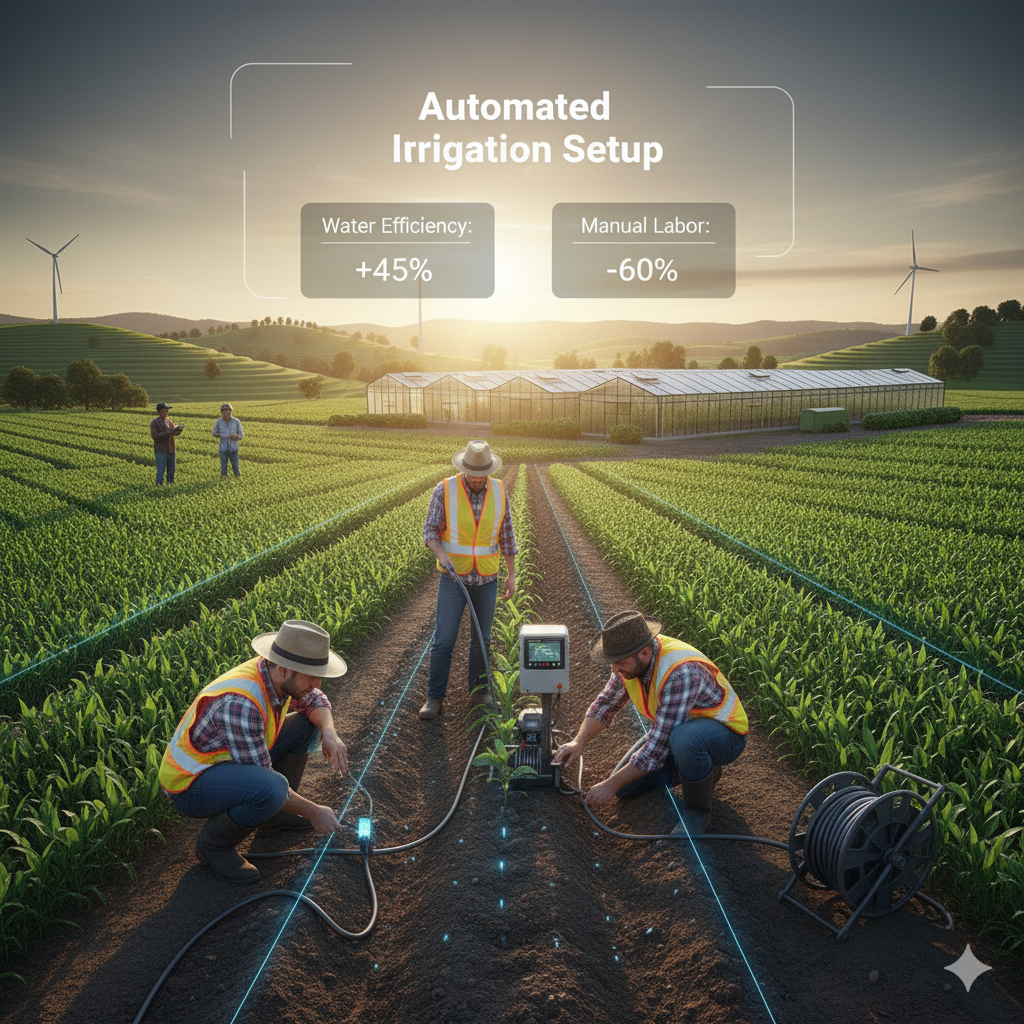 Automated
Irrigation Setup
Water Efficiency:
+45%
Manual Labor:
-60%